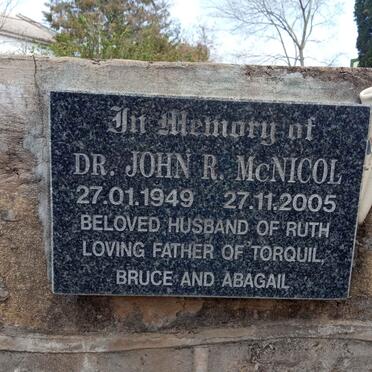 In Memory of
DR. JOHN R. McNICOL
27.01.1949 27.11.2005
BELOVED HUSBAND OF RUTH
LOVING FATHER OF TORQUIL,
BRUCE AND ABAGAIL